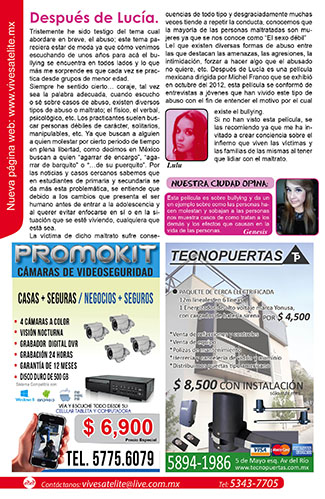 Nueva página web: www.vivesatelite.mx
Después de Lucía.
Tristemente he sido testigo del tema cual
abordare en breve, el abuso; este tema pa-
reciera estar de moda ya que cómo venimos
escuchando de unos años para acá el bu-
llying se encuentra en todos lados y lo que
más me sorprende es que cada vez se prac-
tica desde grupos de menor edad.
Siempre he sentido cierto... coraje, tal vez
sea la palabra adecuada, cuando escucho
o sé sobre casos de abuso, existen diversos
tipos de abuso o maltrato; el físico, el verbal,
psicológico, etc. Los practicantes suelen bus-
car personas débiles de carácter, solitarios,
manipulables, etc. Ya que buscan a alguien
a quien molestar por cierto periodo de tiempo
en plena libertad, como decimos en México
buscan a quien "agarrar de encargo", "aga-
rrar de barquito" o "...de su puerquito". Por
las noticias y casos cercanos sabemos que
en estudiantes de primaria y secundaria se
da más esta problemática, se entiende que
debido a los cambios que presenta el ser
humano antes de entrar a la adolescencia y
al querer evitar enfocarse en sí o en la si-
tuación que se esté viviendo, cualquiera que
está sea.
La víctima de dicho maltrato sufre conse-
cuencias de todo tipo y desgraciadamente muchas
veces tiende a repetir la conducta, conocemos que
la mayoría de las personas maltratadas son mu-
jeres ya que se nos conoce como "El sexo débil"
Lel que existen diversas formas de abuso entre
las que destacan las amenazas, las agresiones, la
intimidación, forzar a hacer algo que el abusado
no quiere, etc. Después de Lucía es una película
mexicana dirigida por Michel Franco que se exhibió
en octubre del 2012, esta película se conformó de
entrevistas a jóvenes que han vivido este tipo de
abuso con el fin de entender el motivo por el cual
existe el bullying.
Si no han visto esta película, se
las recomiendo ya que me ha in-
vitado a crear conciencia sobre el
infierno que viven las víctimas y
las familias de las mismas al tener
que lidiar con el maltrato.
Lulu
NUESTRA CIUDAD OPINA:
Esta película es sobre bullying y da un
ejemplo sobre como las personas ha-
cen molestan y sobajan a las personas
nos muestra casos de como tratan a los
demás y los efectos que causan en la
vida de las personas.
Genesis
PROMOKIT
CÁMARAS DE VIDEOSEGURIDAD
CASAS + SEGURAS / NEGOCIOS + SEGUROS
4 CÁMARAS A COLOR
VISIÓN NOCTURNA
GRABADOR DIGITAL DVR
GRABACIÓN 24 HORAS
GARANTÍA DE 12 MESES
DISCO DURO DE 500 GB
Windows
android
VEA Y ESCUCHE TODO DESDE SU
CELULAR, TABLETA Y COMPUTADORA
$ 6,900
Precio Especial
TEL. 5775.6079
TECNOPUERTAS
PAQUETE DE CERCA ELECTRIFICADA
$ 4,500
*Venta de refacciones y controles
*Venta de equipo
$ 8,500 CON INSTALACIÓN
5894-1986
5 de Mayo esq. Av. del Río
www.tecnopuertas.com.mx
Contáctanos: vivesatelite@live.com.mx
Tel: 5343-7705